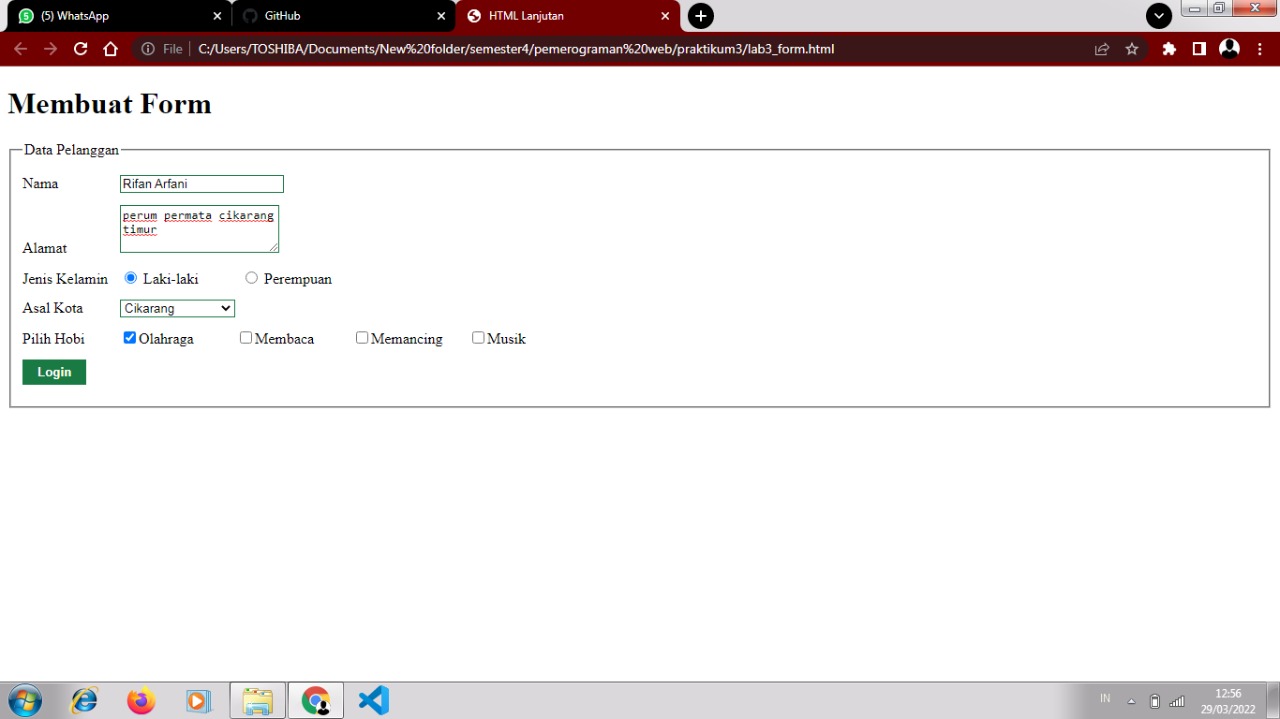 (5) WhatsApp
GitHub
HTML Lanjutan
File
C:/Users/TOSHIBA/Documents/New%20folder/semester4/pemerograman%20web/praktikum3/lab3_form.html
Membuat Form
Data Pelanggan
Nama Rifan Arfani
perum permata cikarang
timur
Alamat
Jenis Kelamin Laki-laki Perempuan
Asal Kota Cikarang
Pilih Hobi Olahraga Membaca Memancing Musik
Login
IN
12:56
29/03/2022